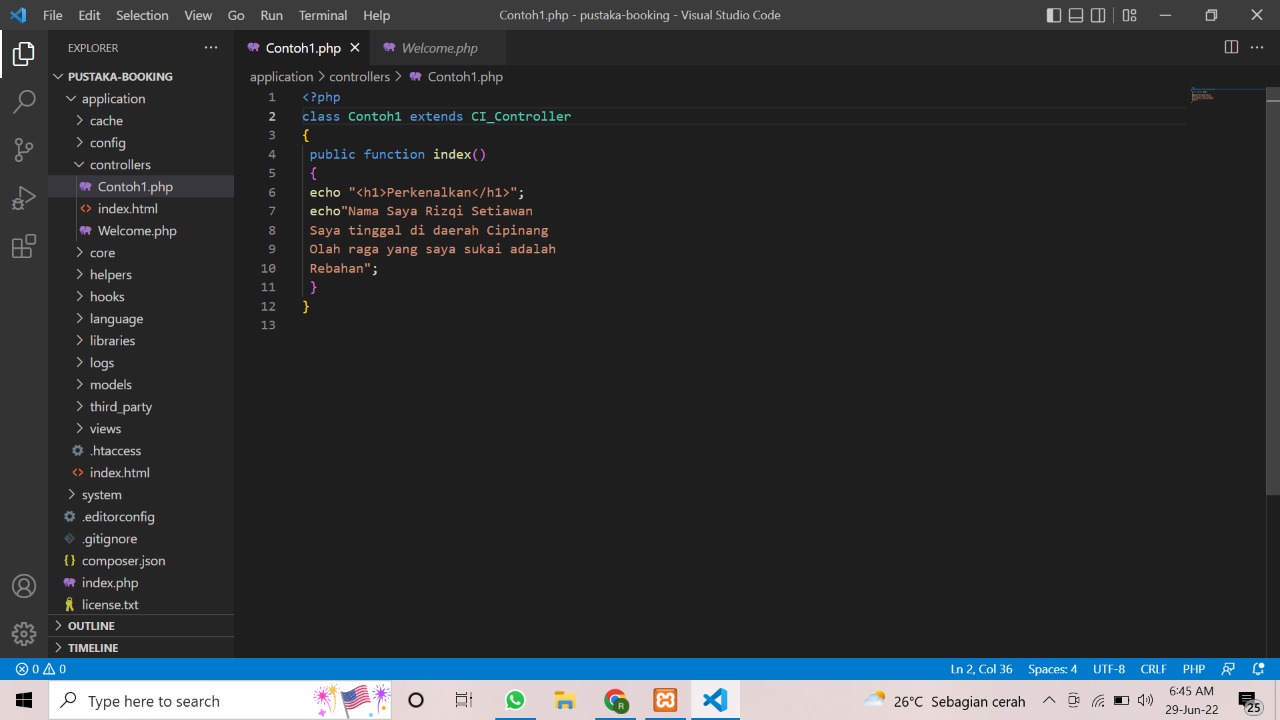 File Edit Selection View Go Run Terminal Help Contoh1.php - pustaka-booking - Visual Studio Code
EXPLORER
PUSTAKA-BOOKING
application
cache
config
controllers
Contoh1.php
index.html
Welcome.php
core
helpers
hooks
language
libraries
logs
models
third_party
views
.htaccess
index.html
system
.editorconfig
.gitignore
composer.json
index.php
license.txt
OUTLINE
TIMELINE
Contoh1.php Welcome.php
application > controllers > Contoh1.php
1 <?php
2 class Contoh1 extends CI_Controller
3 {
4 public function index()
5 {
6 echo "<h1>Perkenalkan</h1>";
7 echo"Nama Saya Rizqi Setiawan
8 Saya tinggal di daerah Cipinang
9 Olah raga yang saya sukai adalah
10 Rebahan";
11 }
12 }
13
0 0 Ln 2, Col 36 Spaces: 4 UTF-8 CRLF PHP
Type here to search 26°C Sebagian cerah 6:45 AM
29-Jun-22 25